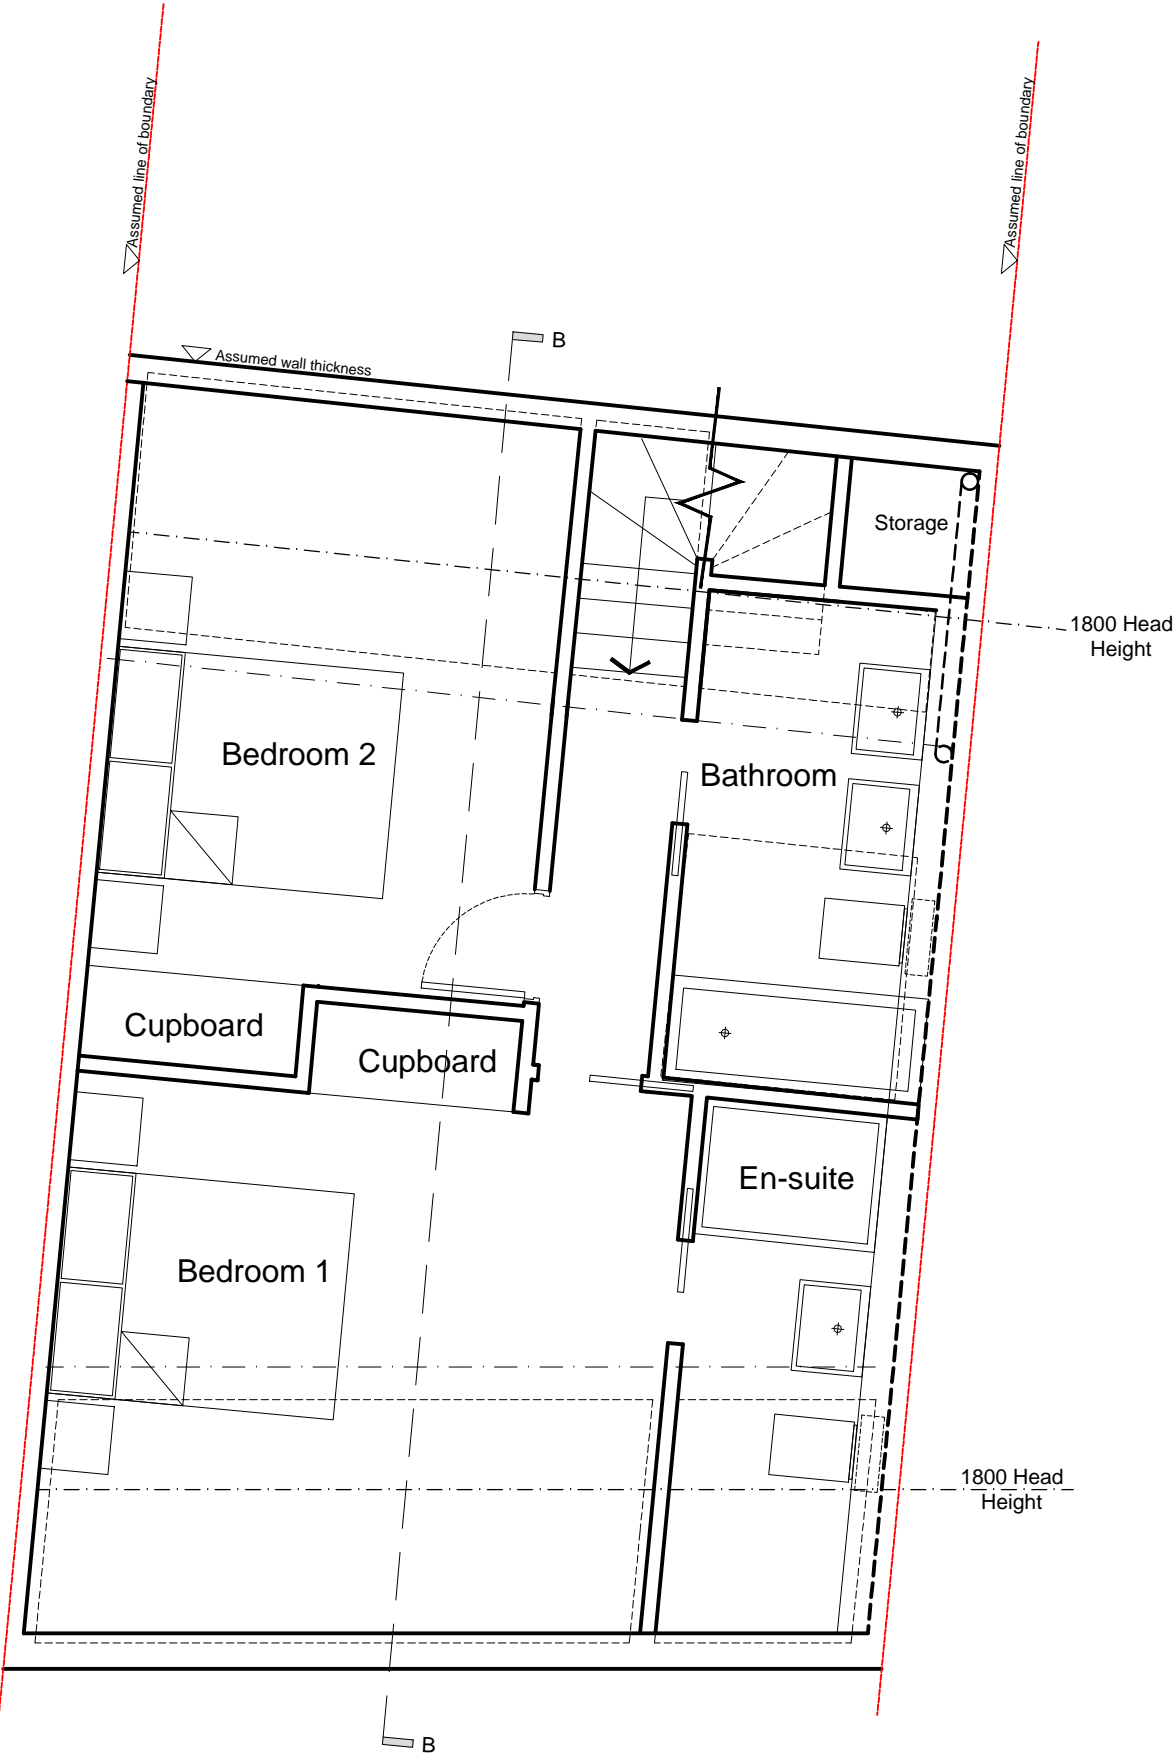 Assumed line of boundary
Assumed line of boundary
B
Assumed wall thickness
Storage
1800 Head
Height
Bedroom 2
Bathroom
Cupboard
Cupboard
En-suite
Bedroom 1
1800 Head
Height
B